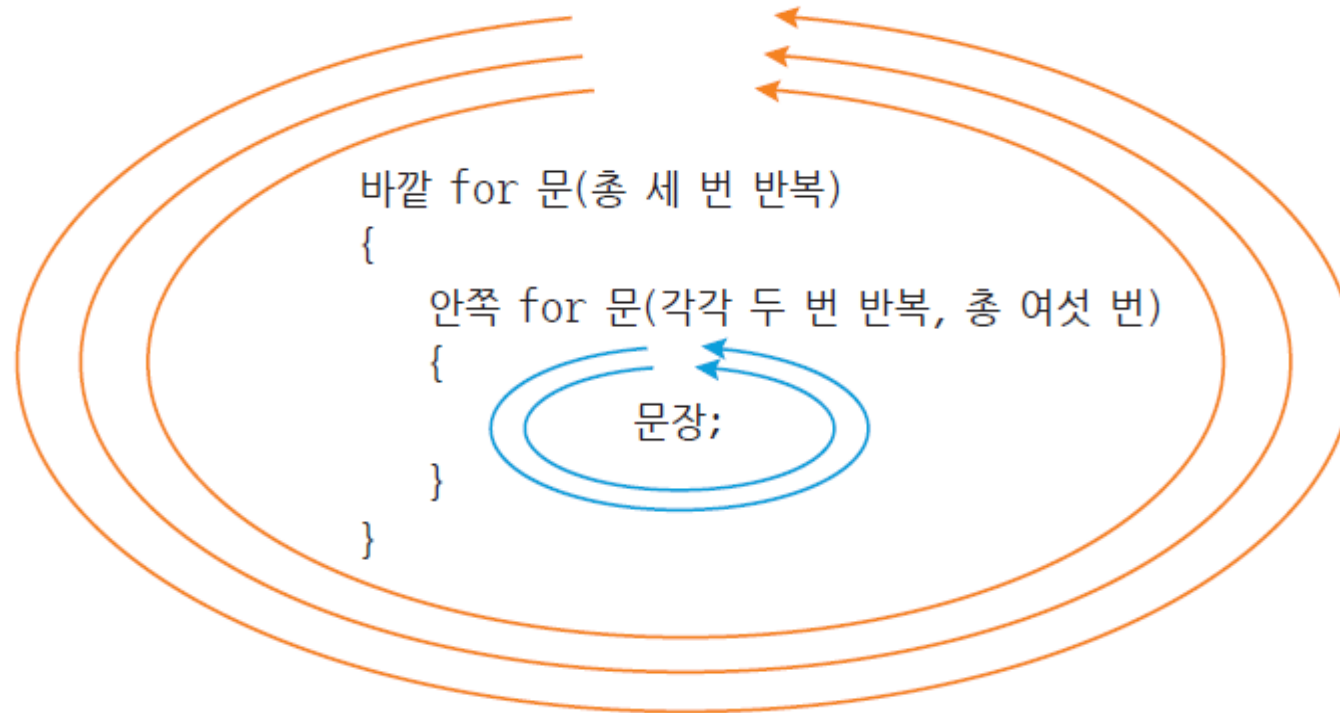 바깥 for 문(총 세 번 반복)
{
안쪽 for 문(각각 두 번 반복, 총 여섯 번)
{
문장;
}
}